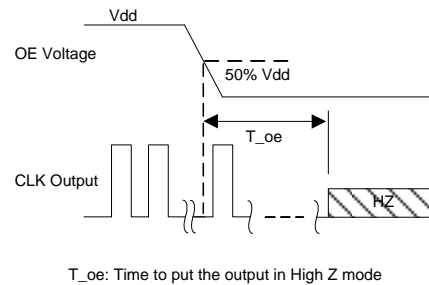 Vdd
OE Voltage
50% Vdd
T_oe
CLK Output
HZ
T_oe: Time to put the output in High Z mode